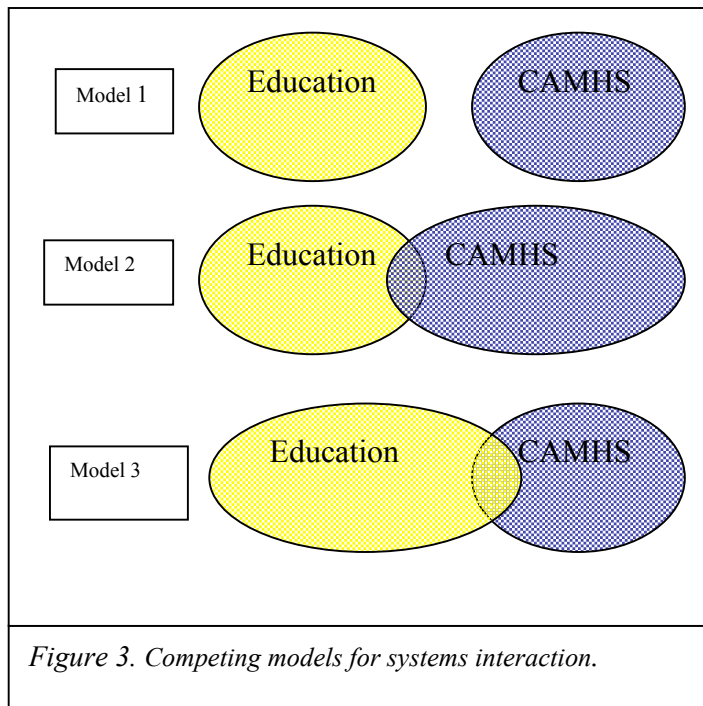 Education CAMHS
Model 1
Education CAMHS
Model 2
Education CAMHS
Model 3
Figure 3. Competing models for systems interaction.